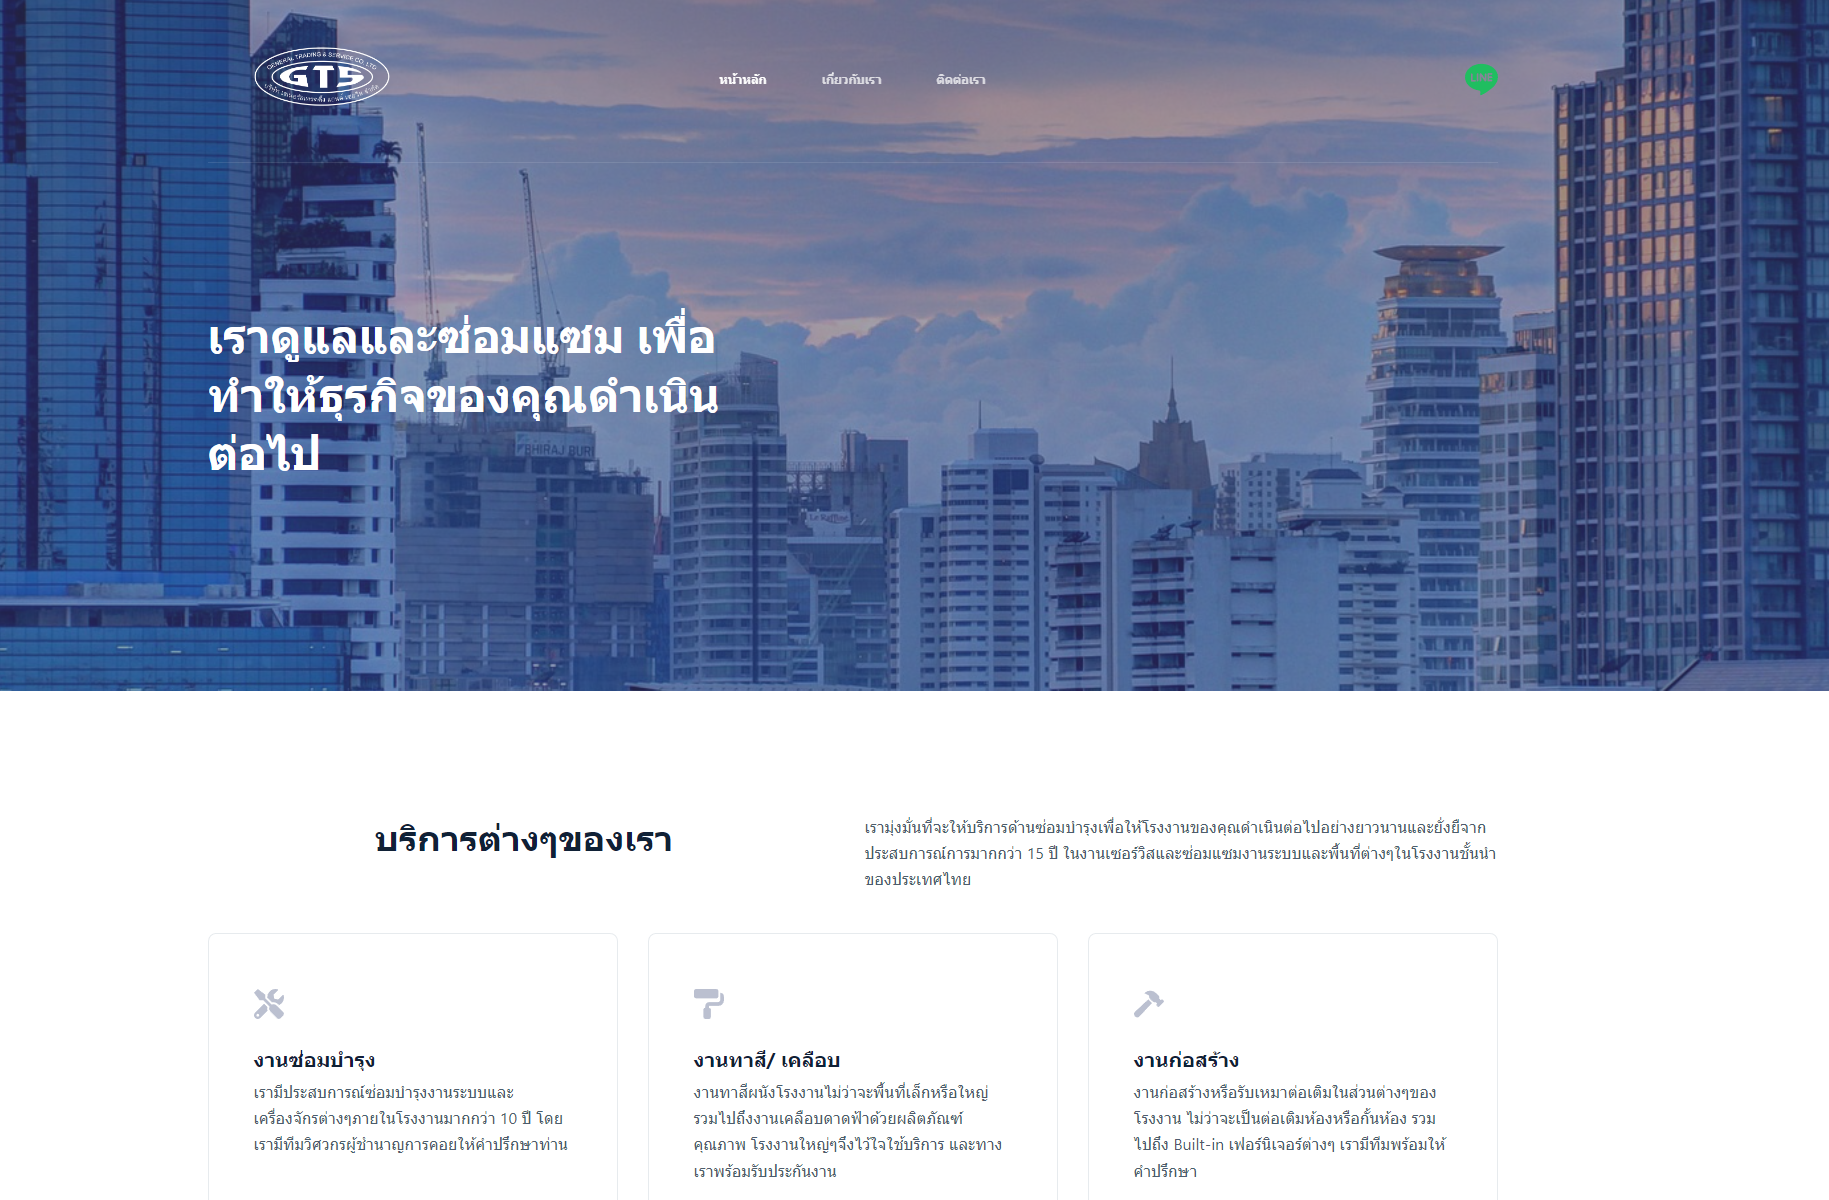 GENERAL TRADING & SERVICE CO.,LTD.
GTS
หน้าหลัก
เกี่ยวกับเรา
ติดต่อเรา
LINE
เราดูแลและซ่อมแซม เพื่อ
ทำให้ธุรกิจของคุณดำเนิน
ต่อไป
BHIRAJ BURI
บริการต่างๆของเรา
เรามุ่งมั่นที่จะให้บริการด้านซ่อมบำรุงเพื่อให้โรงงานของคุณดำเนินต่อไปอย่างยาวนานและยั่งยืจาก
ประสบการณ์การมากกว่า 15 ปี ในงานเซอร์วิสและซ่อมแซมงานระบบและพื้นที่ต่างๆในโรงงานชั้นนำ
ของประเทศไทย
งานซ่อมบำรุง
เรามีประสบการณ์ซ่อมบำรุงงานระบบและ
เครื่องจักรต่างๆภายในโรงงานมากกว่า 10 ปี โดย
เรามีทีมวิศวกรผู้ชำนาญการคอยให้คำปรึกษาท่าน
งานทาสี/ เคลือบ
งานทาสีผนังโรงงานไม่ว่าจะพื้นที่เล็กหรือใหญ่
รวมไปถึงงานเคลือบดาดฟ้าด้วยผลิตภัณฑ์
คุณภาพ โรงงานใหญ่ๆจึงไว้ใจใช้บริการ และทาง
เราพร้อมรับประกันงาน
งานก่อสร้าง
งานก่อสร้างหรือรับเหมาต่อเติมในส่วนต่างๆของ
โรงงาน ไม่ว่าจะเป็นต่อเติมห้องหรือกั้นห้อง รวม
ไปถึง Built-in เฟอร์นิเจอร์ต่างๆ เรามีทีมพร้อมให้
คำปรึกษา